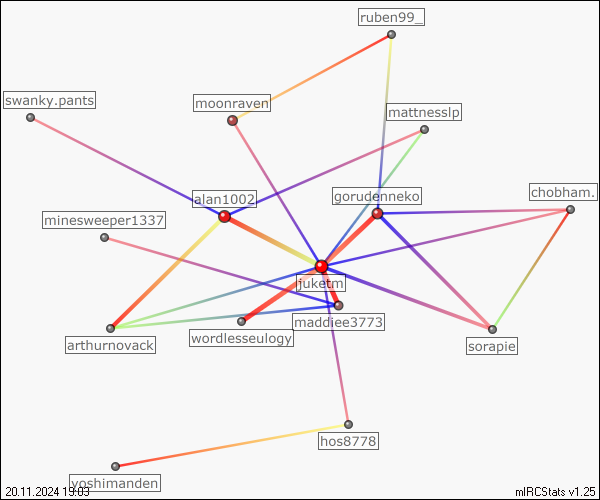 ruben99_
swanky.pants
moonraven
mattnesslp
alan1002
gorudenneko
chobham.
minesweeper1337
juketm
maddiee3773
arthurnovack
wordlesseulogy
sorapie
hos8778
yoshimanden
20.11.2024 19:03
mIRCStats v1.25